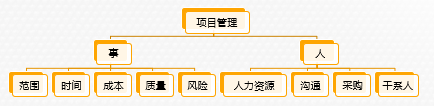 项目管理
事 人
范围 时间 成本 质量 风险 人力资源 沟通 采购 干系人